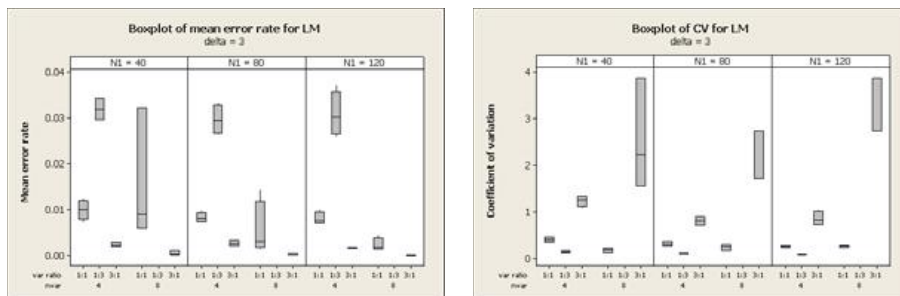 Boxplot of mean error rate for LM
delta = 3
N1 = 40 N1 = 80 N1 = 120
Mean error rate
0.04
0.03
0.02
0.01
0.00
var ratio 1:1 1:3 3:1 1:1 1:3 3:1 1:1 1:3 3:1 1:1 1:3 3:1 1:1 1:3 3:1 1:1 1:3 3:1
nvar 4 8 4 8 4 8
Boxplot of CV for LM
delta = 3
N1 = 40 N1 = 80 N1 = 120
Coefficient of variation
4
3
2
1
0
var ratio 1:1 1:3 3:1 1:1 1:3 3:1 1:1 1:3 3:1 1:1 1:3 3:1 1:1 1:3 3:1 1:1 1:3 3:1
nvar 4 8 4 8 4 8